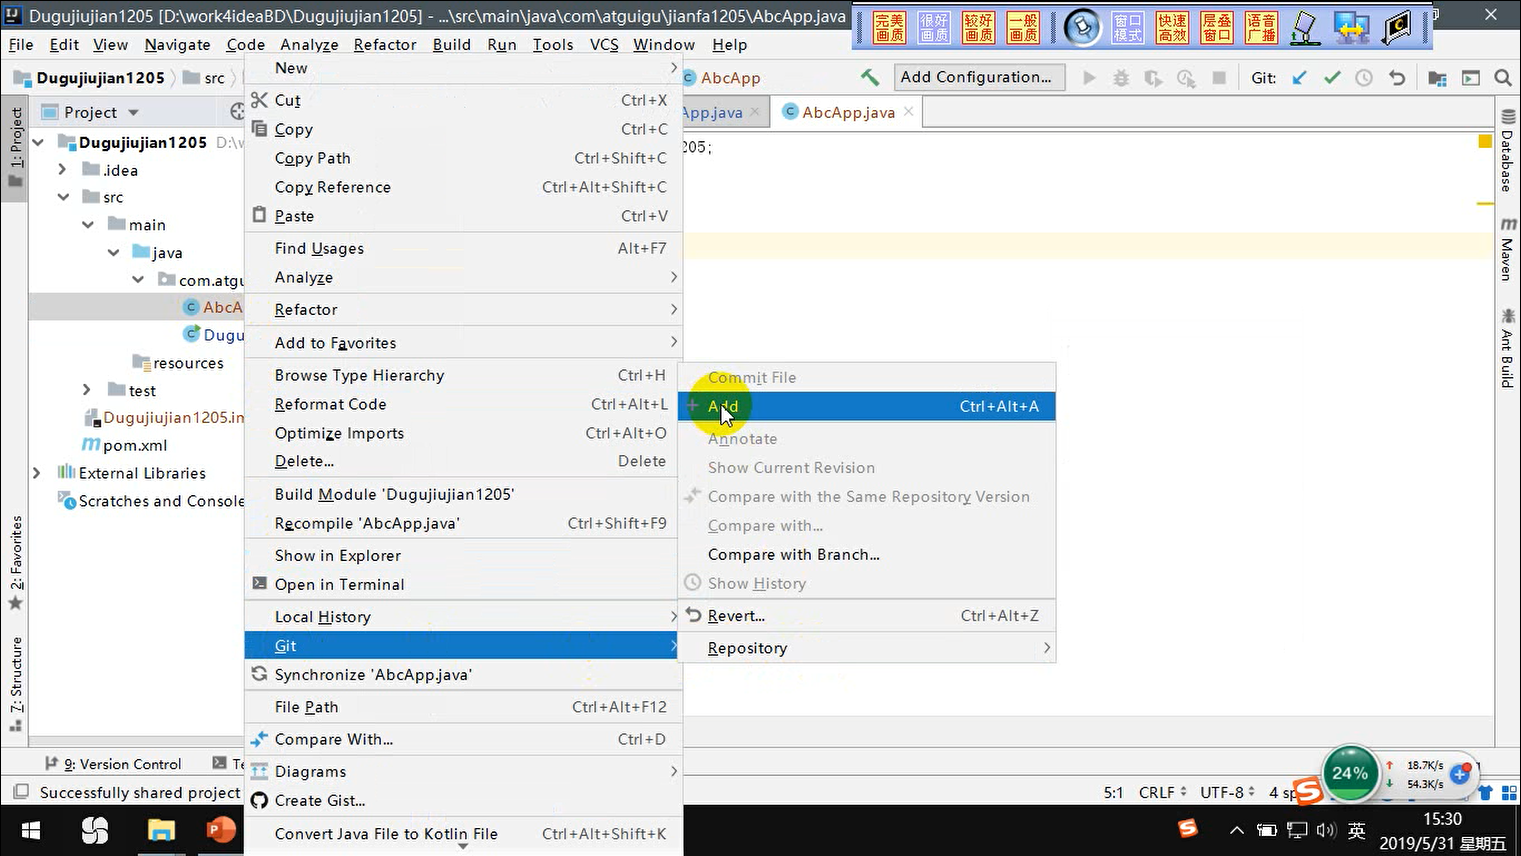 Dugujiujian1205 [D:\work4ideaBD\Dugujiujian1205] - ...\src\main\java\com\atguigu\jianfa1205\AbcApp.java
完美画质
很好画质
较好画质
一般画质
窗口模式
快速高效
层叠窗口
语音广播
File Edit View Navigate Code Analyze Refactor Build Run Tools VCS Window Help
Dugujiujian1205 src
AbcApp
Add Configuration...
Git:
1: Project
Project
App.java
AbcApp.java
Dugujiujian1205 D:\w
.idea
src
main
java
com.atgu
AbcA
Dugu
resources
test
Dugujiujian1205.im
pom.xml
External Libraries
Scratches and Console
New
Cut Ctrl+X
Copy Ctrl+C
Copy Path Ctrl+Shift+C
Copy Reference Ctrl+Alt+Shift+C
Paste Ctrl+V
Find Usages Alt+F7
Analyze
Refactor
Add to Favorites
Browse Type Hierarchy Ctrl+H
Reformat Code Ctrl+Alt+L
Optimize Imports Ctrl+Alt+O
Delete... Delete
Build Module 'Dugujiujian1205'
Recompile 'AbcApp.java' Ctrl+Shift+F9
Show in Explorer
Open in Terminal
Local History
Git
Synchronize 'AbcApp.java'
File Path Ctrl+Alt+F12
Compare With... Ctrl+D
Diagrams
Create Gist...
Convert Java File to Kotlin File Ctrl+Alt+Shift+K
205;
Commit File
Add Ctrl+Alt+A
Annotate
Show Current Revision
Compare with the Same Repository Version
Compare with...
Compare with Branch...
Show History
Revert... Ctrl+Alt+Z
Repository
Database
Maven
Ant Build
2: Favorites
7: Structure
9: Version Control
Te
Successfully shared project
5:1 CRLF UTF-8 4 sp
24%
18.7K/s
54.3K/s
英
15:30
2019/5/31 星期五